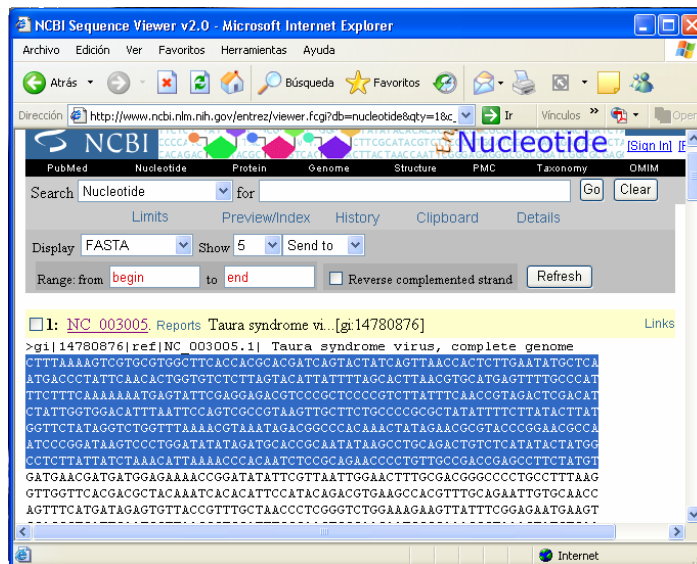 NCBI Sequence Viewer v2.0 - Microsoft Internet Explorer
Archivo Edición Ver Favoritos Herramientas Ayuda
Atrás Búsqueda Favoritos
Dirección http://www.ncbi.nlm.nih.gov/entrez/viewer.fcgi?db=nucleotide&qty=1&c_ Ir Vínculos
NCBI Nucleotide [Sign In]
PubMed Nucleotide Protein Genome Structure PMC Taxonomy OMIM
Search Nucleotide for Go Clear
Limits Preview/Index History Clipboard Details
Display FASTA Show 5 Send to
Range: from begin to end Reverse complemented strand Refresh
1: NC_003005. Reports Taura syndrome vi...[gi:14780876] Links
>gi|14780876|ref|NC_003005.1| Taura syndrome virus, complete genome
CTTTAAAAGTCGTGCGTGGCTTCACCACGCACGATCAGTACTATCAGTTAACCACTCTTGAATATGCTCA
ATGACCCTATTCAACACTGGTGTCTCTTAGTACATTATTTTAGCACTTAACGTGCATGAGTTTTGCCCAT
TTCTTTCAAAAAAATGAGTATTCGAGGAGACGTCCCGCTCCCCGTCTTATTTCAACCGTAGACTCGACAT
CTATTGGTGGACATTTAATTCCAGTCGCCGTAAGTTGCTTCTGCCCCGCGCTATATTTTCTTATACTTAT
GGTTCTATAGGTCTGGTTTTAAAACGTAAATAGACGGCCCACAAACTATAGAACGCGTACCCGGAACGCCA
ATCCCGGATAAGTCCCTGGATATATAGATGCACCGCAATATAAGCCTGCAGACTGTCTCATATACTATGG
CCTCTTATTATCTAAACATTAAAACCCACAATCTCCGCAGAACCCCTGTTGCCGACCGAGCCTTCTATGT
GATGAACGATGATGGAGAAAACCGGATATATTCGTTAATTGGAACTTTGCGACGGGCCCCTGCCTTTAAG
GTTGGTTCACGACGCTACAAATCACACATTCCATACAGACGTGAAGCCACGTTTGCAGAATTGTGCAACC
AGTTTCATGATAGAGTGTTACCGTTTGCTAACCCTCGGGTCTGGAAAGAAGTTATTTCGGAGAATGAAGT
Internet